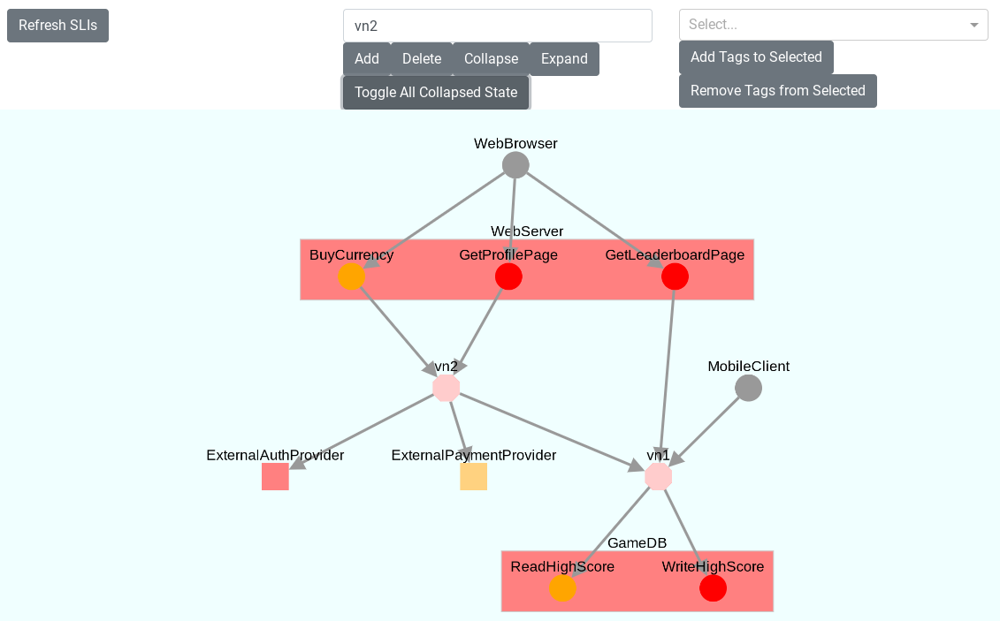 Refresh SLIs
vn2
Select...
Add
Delete
Collapse
Expand
Add Tags to Selected
Toggle All Collapsed State
Remove Tags from Selected
WebBrowser
WebServer
BuyCurrency
GetProfilePage
GetLeaderboardPage
vn2
MobileClient
ExternalAuthProvider
ExternalPaymentProvider
vn1
GameDB
ReadHighScore
WriteHighScore